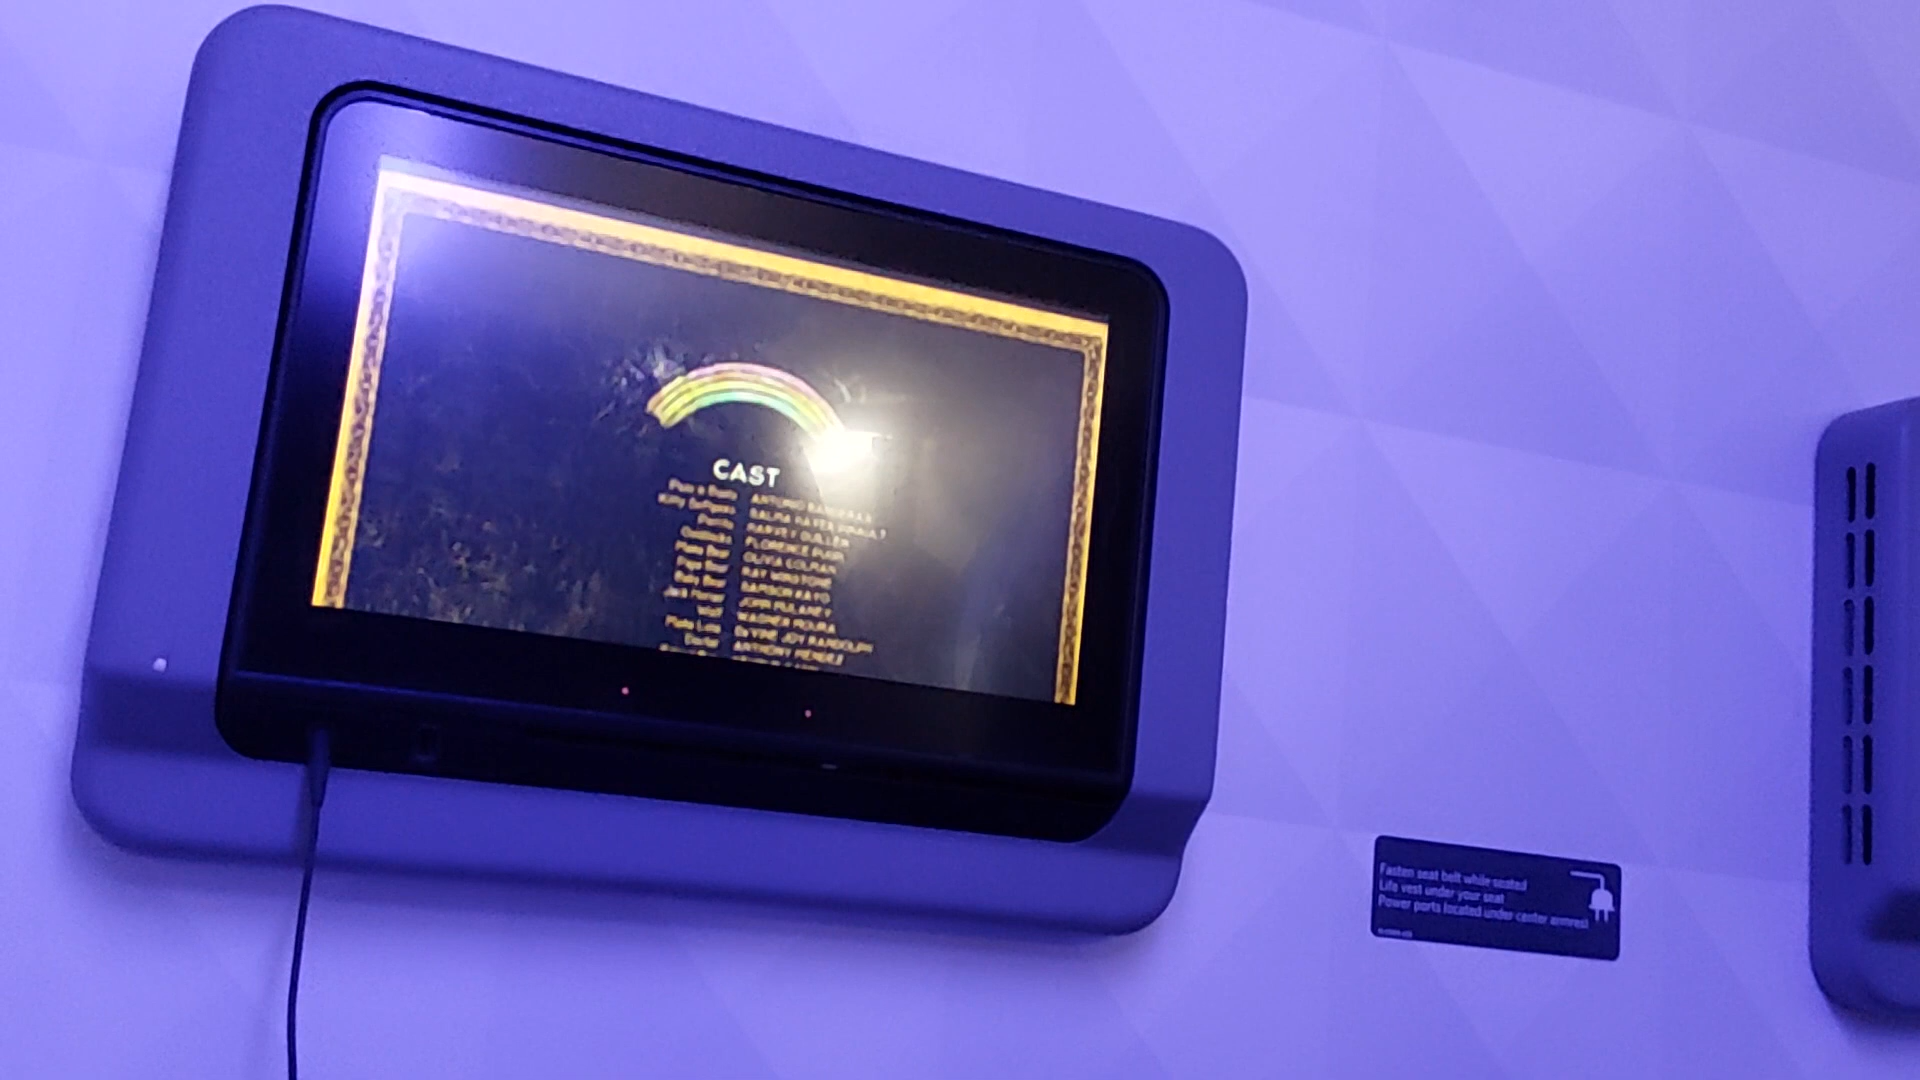 CAST
Puss in Boots ANTONIO BANDERAS
Kitty Softpaws SALMA HAYEK PINAULT
Perrito HARVEY GUILLÉN
Goldilocks FLORENCE PUGH
Mama Bear OLIVIA COLMAN
Papa Bear RAY WINSTONE
Baby Bear SAMSON KAYO
Jack Horner JOHN MULANEY
Wolf WAGNER MOURA
Mama Luna DA'VINE JOY RANDOLPH
Doctor ANTHONY MENDEZ
Fasten seat belt while seated
Life vest under your seat
Power ports located under center armrest